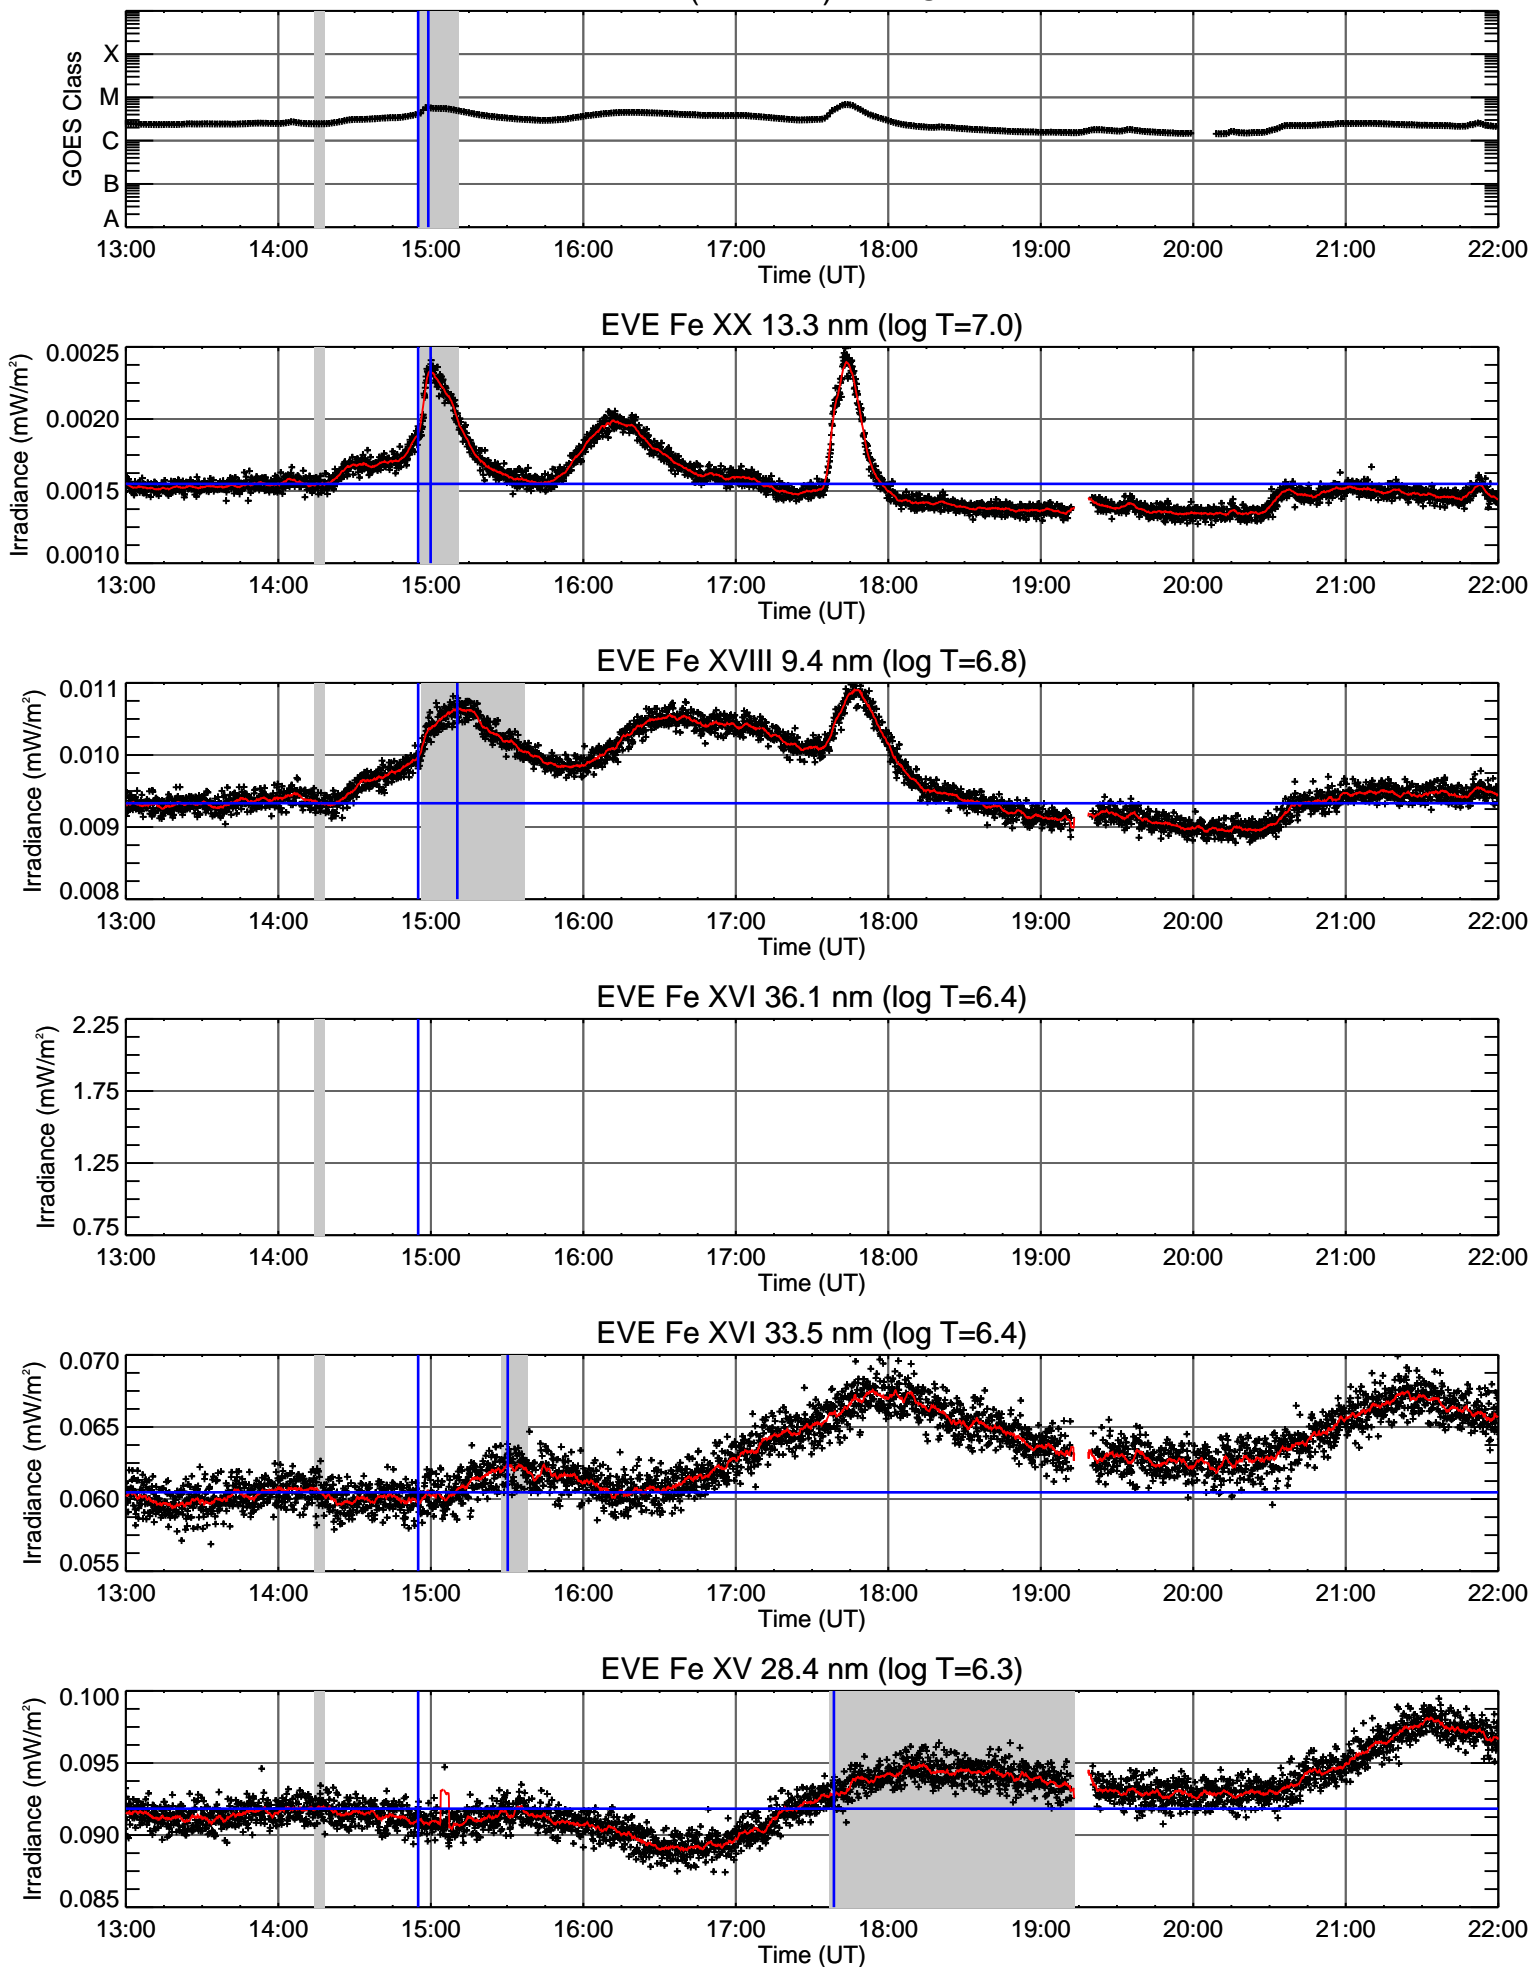 GOES Class
X
M
C
B
A
13:00 14:00 15:00 16:00 17:00 18:00 19:00 20:00 21:00 22:00
Time (UT)
EVE Fe XX 13.3 nm (log T=7.0)
Irradiance (mW/m²)
0.0025
0.0020
0.0015
0.0010
13:00 14:00 15:00 16:00 17:00 18:00 19:00 20:00 21:00 22:00
Time (UT)
EVE Fe XVIII 9.4 nm (log T=6.8)
Irradiance (mW/m²)
0.011
0.010
0.009
0.008
13:00 14:00 15:00 16:00 17:00 18:00 19:00 20:00 21:00 22:00
Time (UT)
EVE Fe XVI 36.1 nm (log T=6.4)
Irradiance (mW/m²)
2.25
1.75
1.25
0.75
13:00 14:00 15:00 16:00 17:00 18:00 19:00 20:00 21:00 22:00
Time (UT)
EVE Fe XVI 33.5 nm (log T=6.4)
Irradiance (mW/m²)
0.070
0.065
0.060
0.055
13:00 14:00 15:00 16:00 17:00 18:00 19:00 20:00 21:00 22:00
Time (UT)
EVE Fe XV 28.4 nm (log T=6.3)
Irradiance (mW/m²)
0.100
0.095
0.090
0.085
13:00 14:00 15:00 16:00 17:00 18:00 19:00 20:00 21:00 22:00
Time (UT)